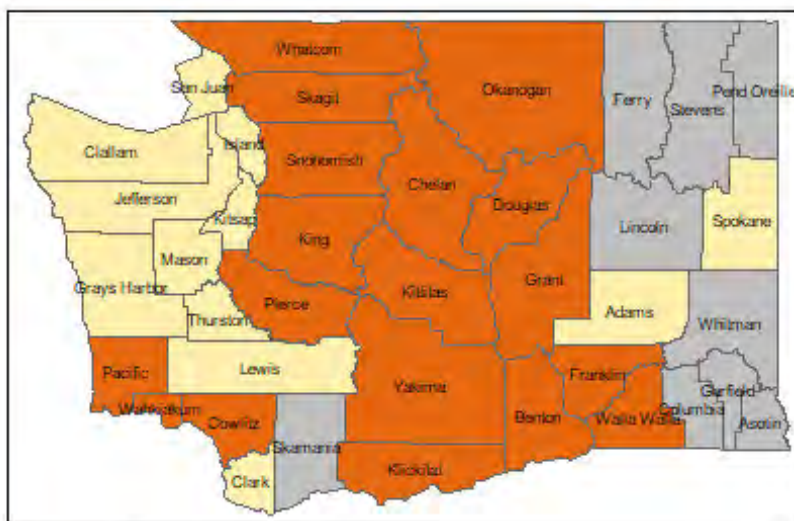 Whatcom
San Juan
Skagit
Okanogan
Ferry
Stevens
Pend Oreille
Island
Clallam
Snohomish
Chelan
Jefferson
Douglas
Kitsap
Lincoln
Spokane
King
Mason
Grays Harbor
Pierce
Kittitas
Grant
Thurston
Adams
Whitman
Pacific
Lewis
Yakima
Franklin
Garfield
Wahkiakum
Cowlitz
Benton
Walla Walla
Columbia
Asotin
Skamania
Klickitat
Clark